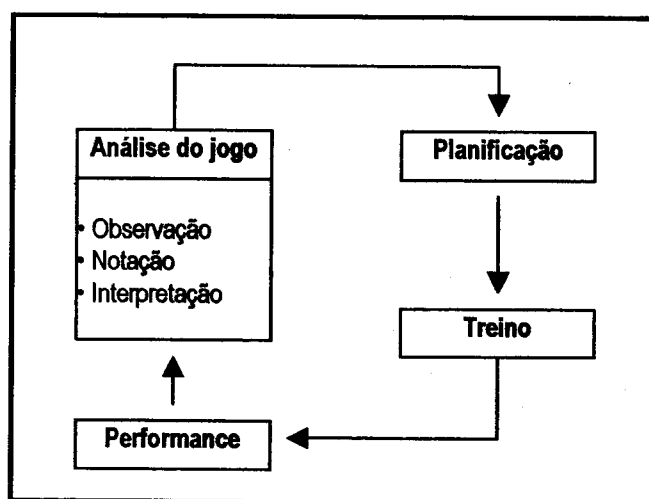 Análise do jogo
• Observação
• Notação
• Interpretação
Planificação
Treino
Performance